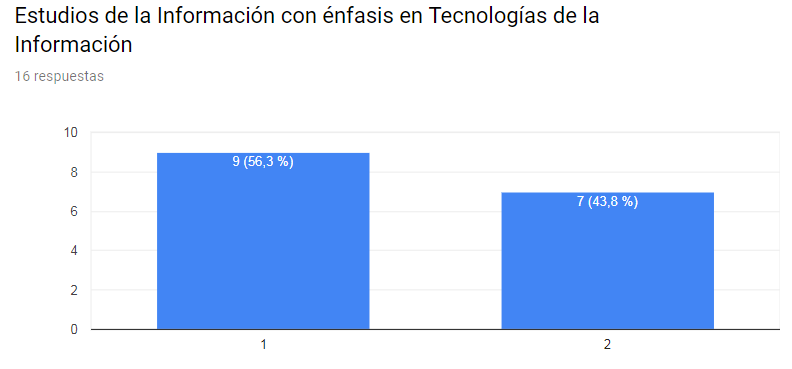 Estudios de la Información con énfasis en Tecnologías de la
Información
16 respuestas
10
8
6
4
2
0
9 (56,3 %)
7 (43,8 %)
1
2